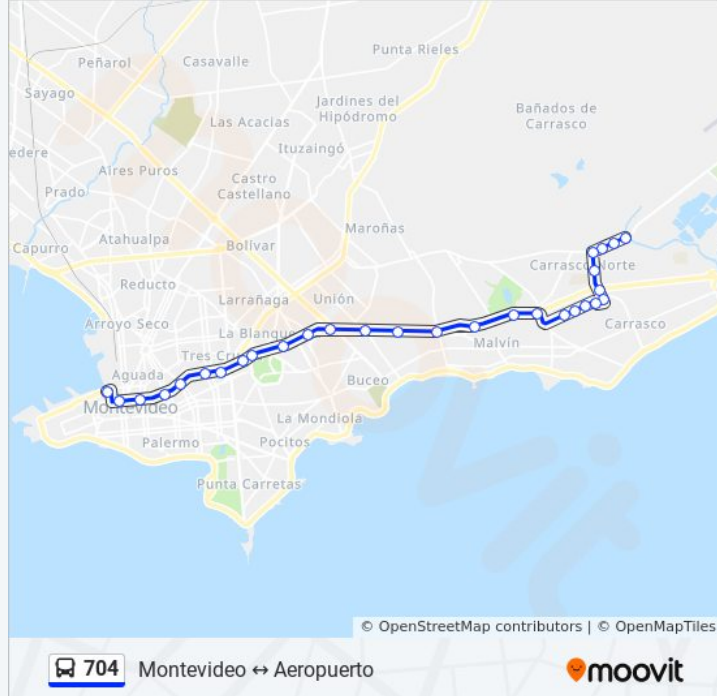 Punta Rieles
Peñarol
Casavalle
Sayago
Jardines del
Hipódromo
Bañados de
Carrasco
Las Acacias
Ituzaingó
edere
Aires Puros
Castro
Castellano
Prado
Maroñas
Atahualpa
Bolívar
Capurro
Carrasco Norte
Reducto
Larrañaga
Unión
Arroyo Seco
La Blanque
Carrasco
Malvín
Tres Cru
Aguada
Buceo
Montevideo
La Mondiola
Palermo
Pocitos
Punta Carretas
© OpenStreetMap contributors | © OpenMapTiles
704 Montevideo ↔ Aeropuerto
moovit